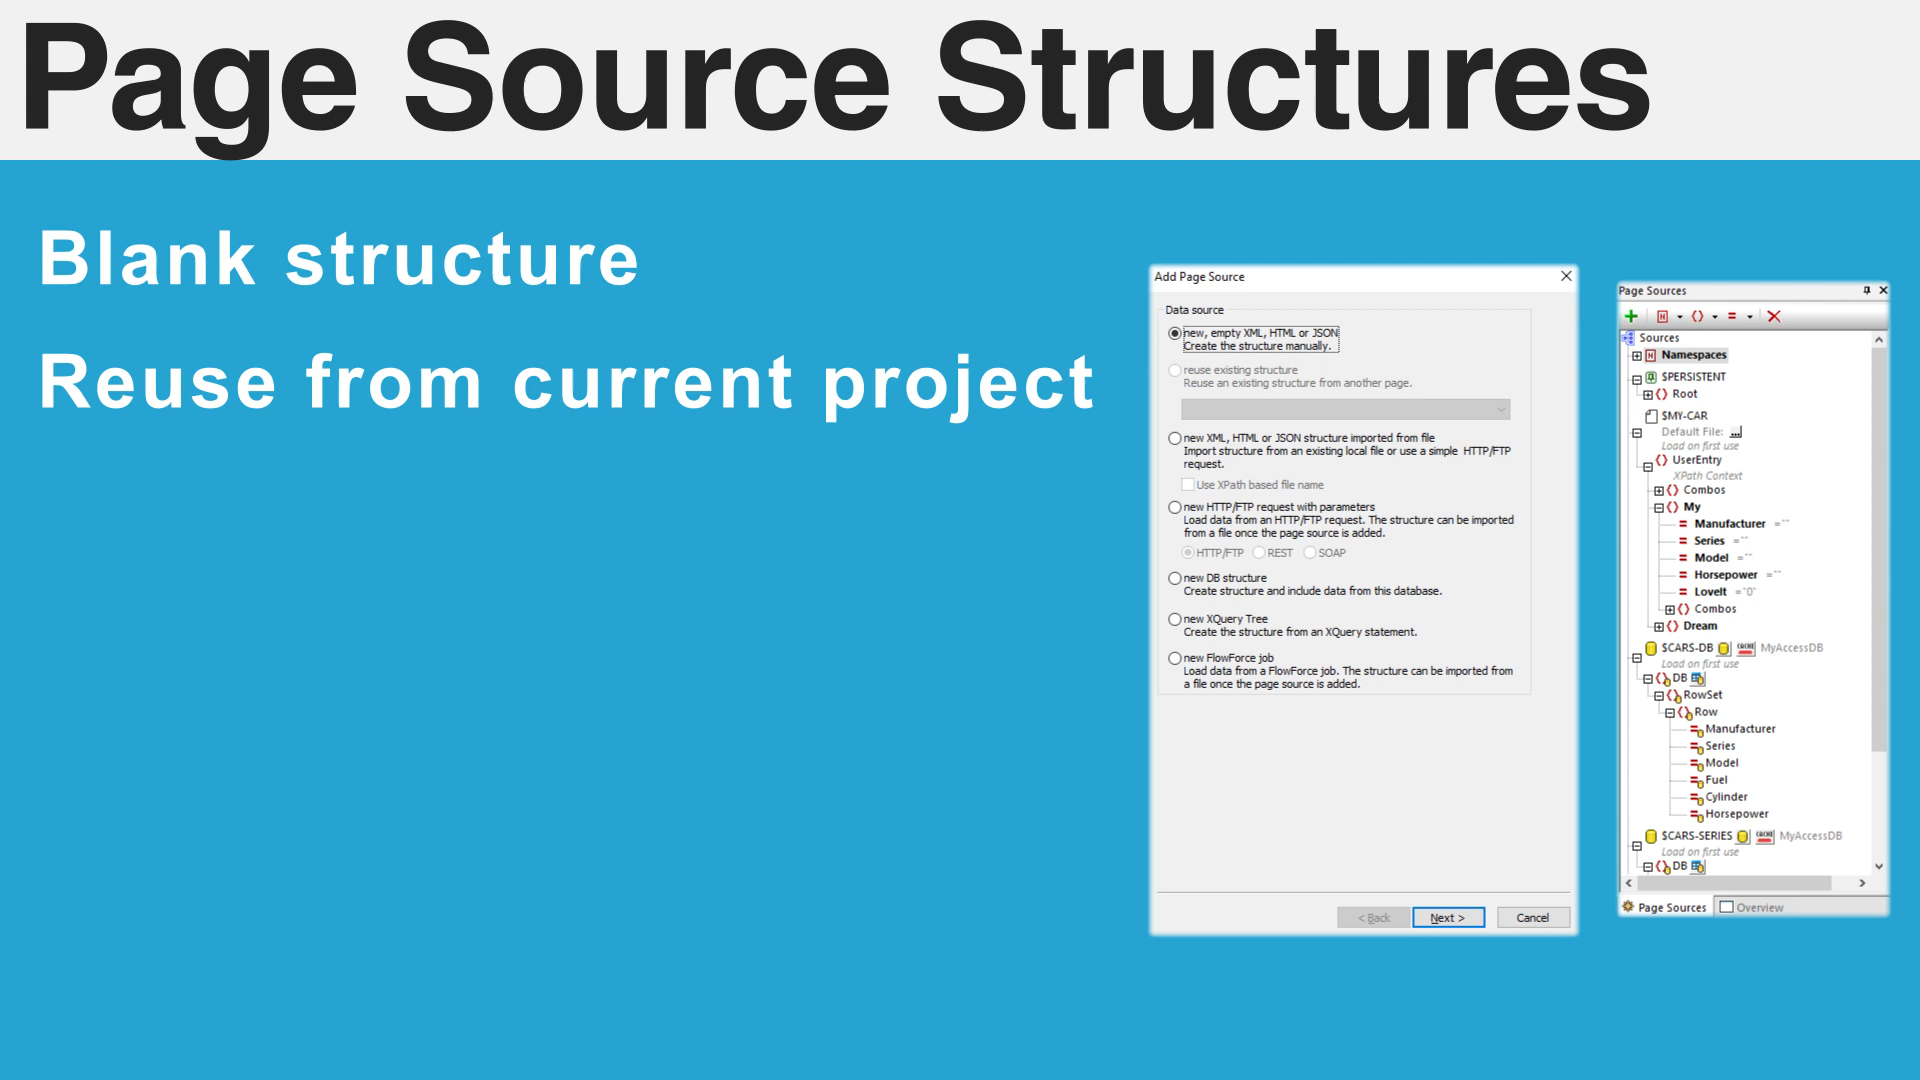 Page Source Structures
Blank structure
Reuse from current project
Add Page Source
Data source
new, empty XML, HTML or JSON
Create the structure manually.
reuse existing structure
Reuse an existing structure from another page.
new XML, HTML or JSON structure imported from file
Import structure from an existing local file or use a simple HTTP/FTP
request.
Use XPath based file name
new HTTP/FTP request with parameters
Load data from an HTTP/FTP request. The structure can be imported
from a file once the page source is added.
HTTP/FTP REST SOAP
new DB structure
Create structure and include data from this database.
new XQuery Tree
Create the structure from an XQuery statement.
new FlowForce job
Load data from a FlowForce job. The structure can be imported from
a file once the page source is added.
< Back Next > Cancel
Page Sources
Sources
Namespaces
$PERSISTENT
Root
$MY-CAR
Default File: ...
Load on first use
UserEntry
XPath Context
Combos
My
Manufacturer =""
Series =""
Model =""
Horsepower =""
LoveIt ="0"
Combos
Dream
$CARS-DB CACHE MyAccessDB
Load on first use
DB
RowSet
Row
Manufacturer
Series
Model
Fuel
Cylinder
Horsepower
$CARS-SERIES CACHE MyAccessDB
Load on first use
DB
Page Sources Overview